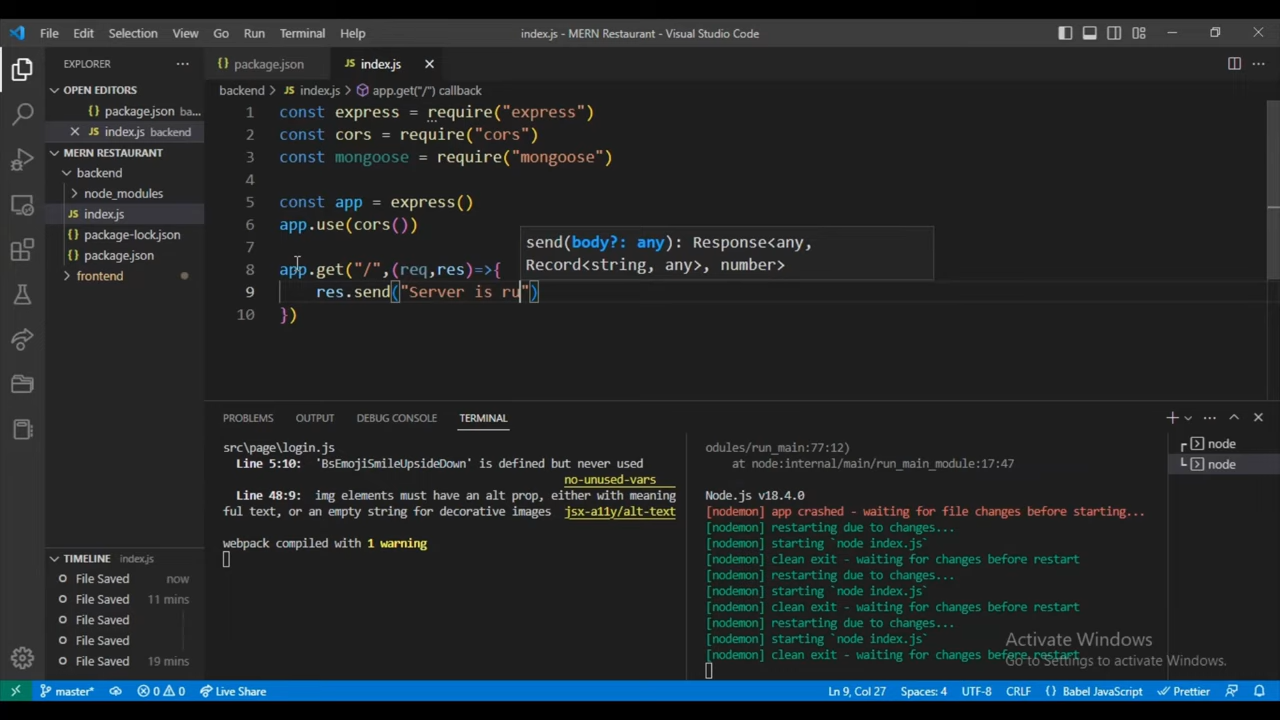 File Edit Selection View Go Run Terminal Help index.js - MERN Restaurant - Visual Studio Code
EXPLORER
OPEN EDITORS
package.json ba...
index.js backend
MERN RESTAURANT
backend
node_modules
JS index.js
package-lock.json
package.json
frontend
TIMELINE index.js
File Saved now
File Saved 11 mins
File Saved
File Saved
File Saved 19 mins
package.json
JS index.js
backend > JS index.js > app.get("/") callback
1 const express = require("express")
2 const cors = require("cors")
3 const mongoose = require("mongoose")
4
5 const app = express()
6 app.use(cors())
7
8 app.get("/",(req,res)=>{
9 res.send("Server is ru")
10 })
send(body?: any): Response<any,
Record<string, any>, number>
PROBLEMS OUTPUT DEBUG CONSOLE TERMINAL
src\page\login.js
Line 5:10: 'BsEmojiSmileUpsideDown' is defined but never used
no-unused-vars
Line 48:9: img elements must have an alt prop, either with meaning
ful text, or an empty string for decorative images jsx-a11y/alt-text
webpack compiled with 1 warning
odules/run_main:77:12)
at node:internal/main/run_main_module:17:47
Node.js v18.4.0
[nodemon] app crashed - waiting for file changes before starting...
[nodemon] restarting due to changes...
[nodemon] starting `node index.js`
[nodemon] clean exit - waiting for changes before restart
[nodemon] restarting due to changes...
[nodemon] starting `node index.js`
[nodemon] clean exit - waiting for changes before restart
[nodemon] restarting due to changes...
[nodemon] starting `node index.js`
[nodemon] clean exit - waiting for changes before restart
node
node
Activate Windows
Go to Settings to activate Windows.
master* 0 0 Live Share Ln 9, Col 27 Spaces: 4 UTF-8 CRLF {} Babel JavaScript Prettier